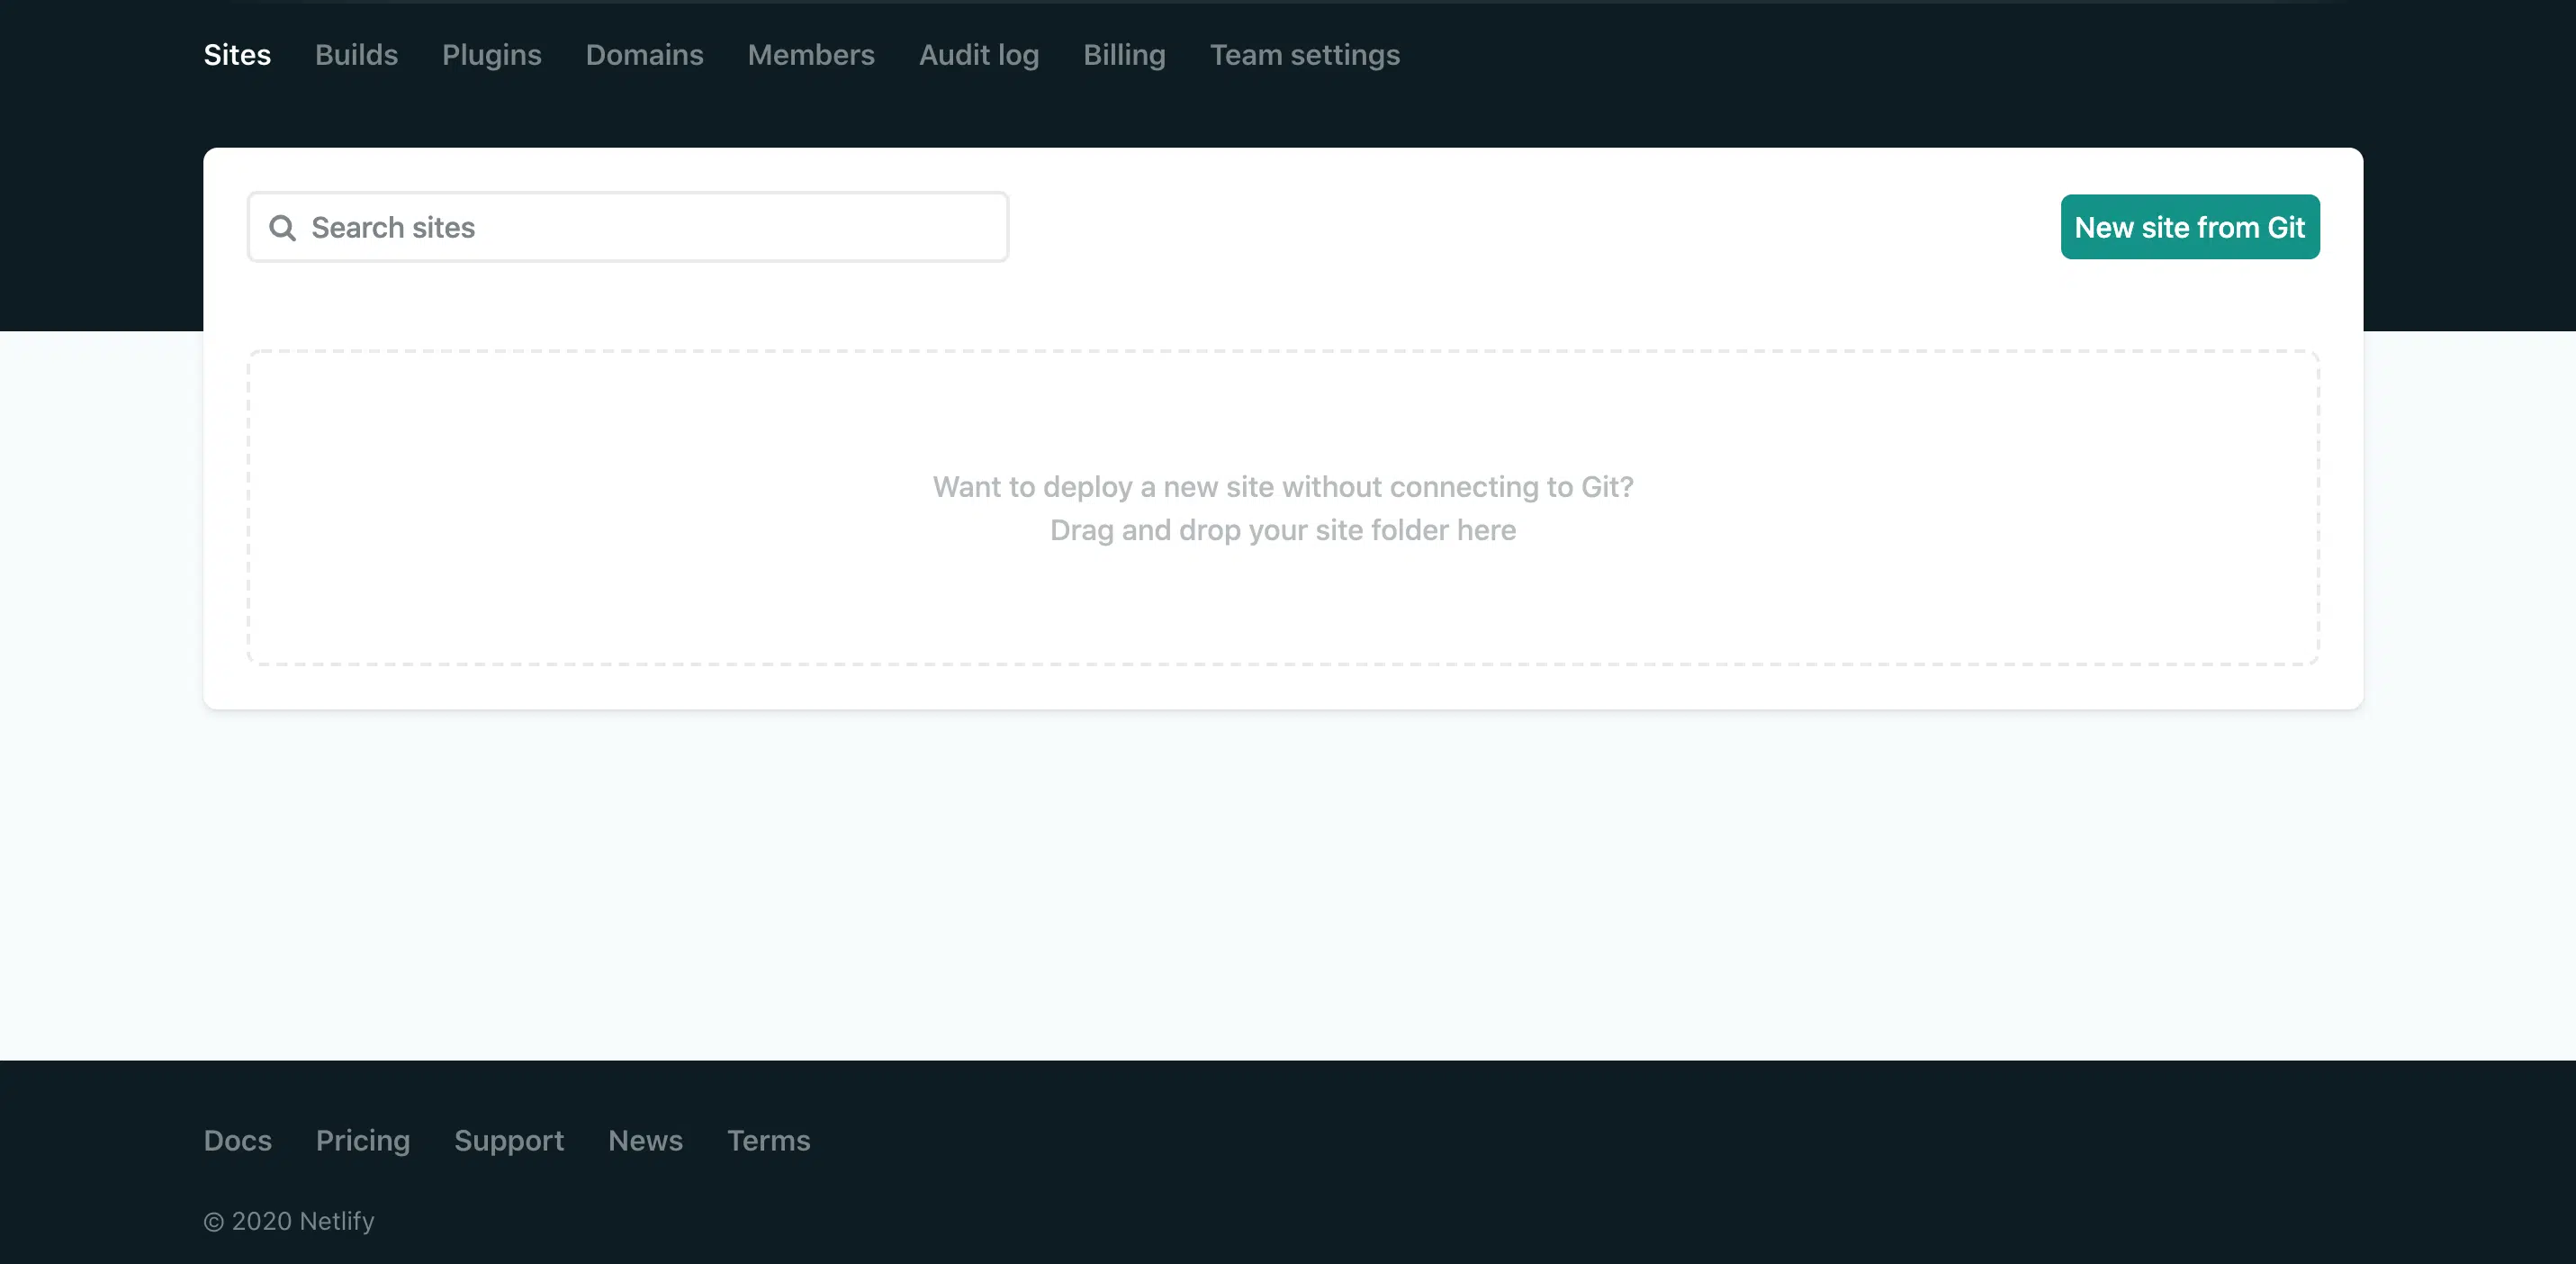 Sites Builds Plugins Domains Members Audit log Billing Team settings
Search sites
New site from Git
Want to deploy a new site without connecting to Git?
Drag and drop your site folder here
Docs Pricing Support News Terms
© 2020 Netlify